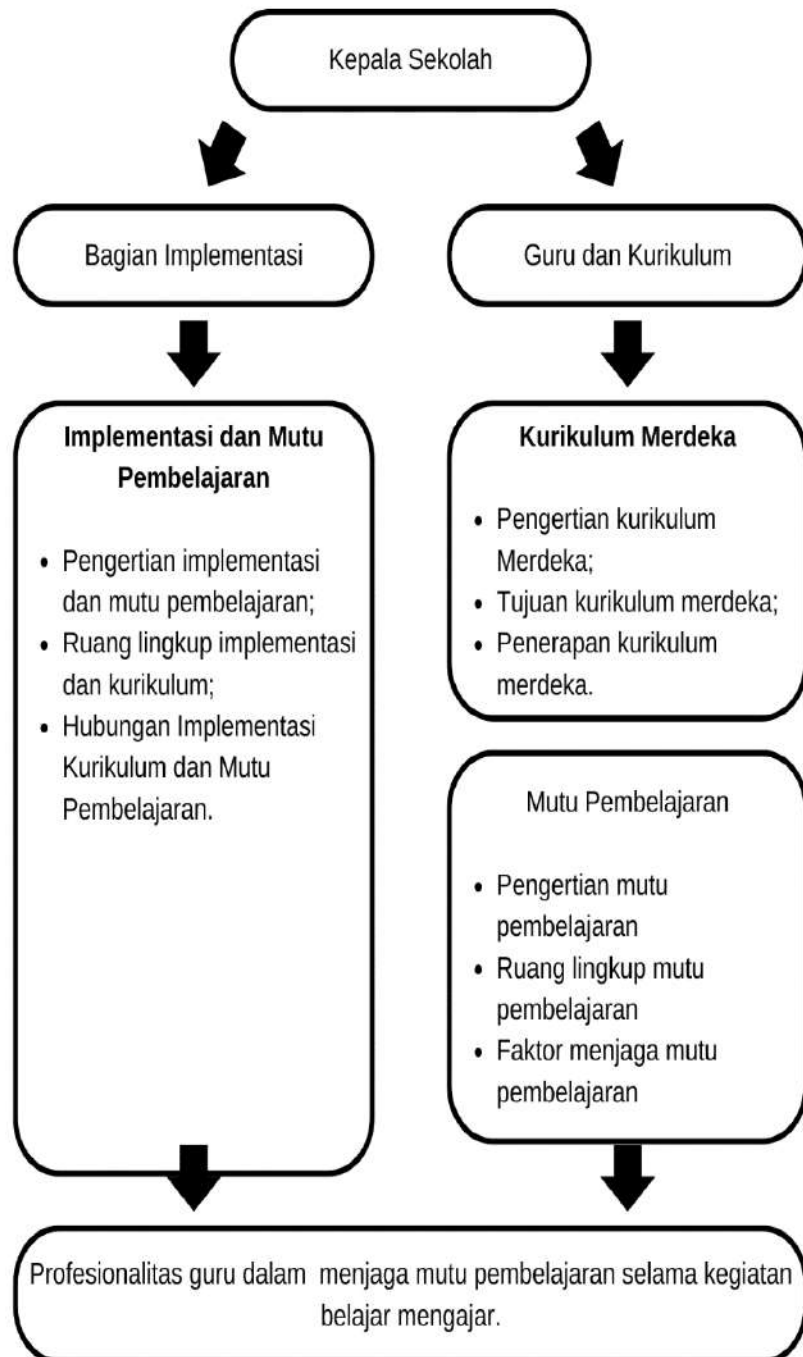 Kepala Sekolah
Bagian Implementasi
Guru dan Kurikulum
Implementasi dan Mutu
Pembelajaran
• Pengertian implementasi
dan mutu pembelajaran;
• Ruang lingkup implementasi
dan kurikulum;
• Hubungan Implementasi
Kurikulum dan Mutu
Pembelajaran.
Kurikulum Merdeka
• Pengertian kurikulum
Merdeka;
• Tujuan kurikulum merdeka;
• Penerapan kurikulum
merdeka.
Mutu Pembelajaran
• Pengertian mutu
pembelajaran
• Ruang lingkup mutu
pembelajaran
• Faktor menjaga mutu
pembelajaran
Profesionalitas guru dalam menjaga mutu pembelajaran selama kegiatan
belajar mengajar.